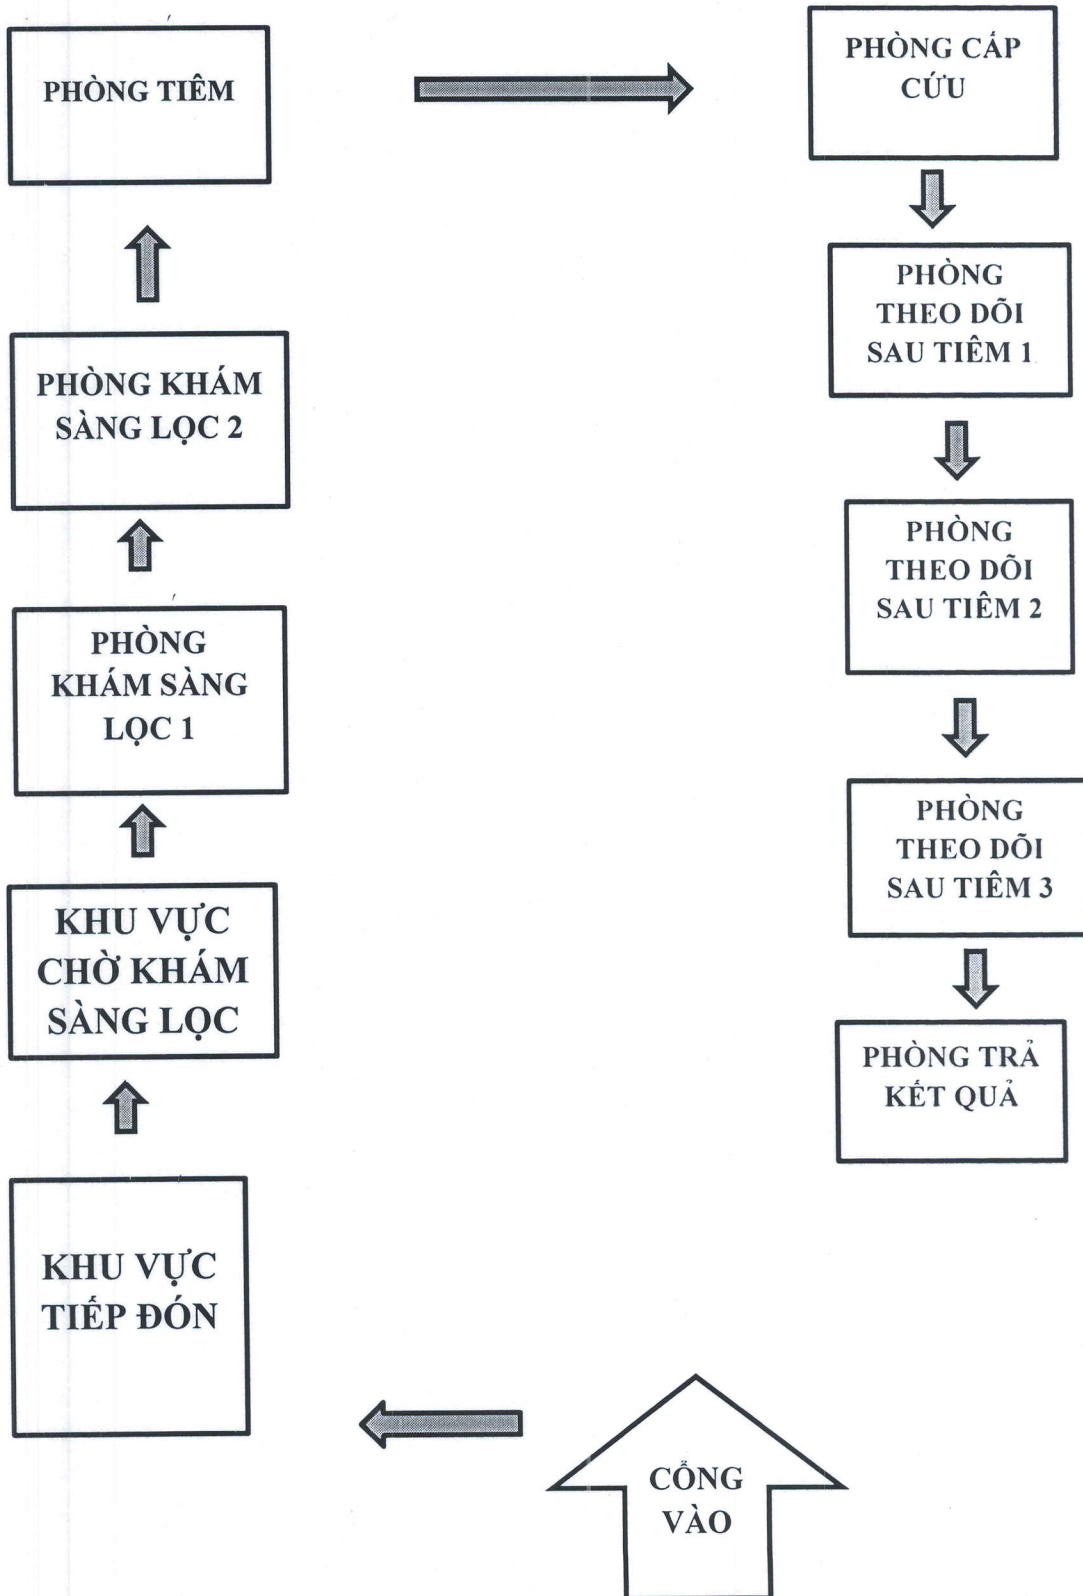 PHÒNG TIÊM
PHÒNG CẤP
CỨU
PHÒNG
THEO DÕI
SAU TIÊM 1
PHÒNG KHÁM
SÀNG LỌC 2
PHÒNG
THEO DÕI
SAU TIÊM 2
PHÒNG
KHÁM SÀNG
LỌC 1
PHÒNG
THEO DÕI
SAU TIÊM 3
KHU VỰC
CHỜ KHÁM
SÀNG LỌC
PHÒNG TRẢ
KẾT QUẢ
KHU VỰC
TIẾP ĐÓN
CỔNG
VÀO